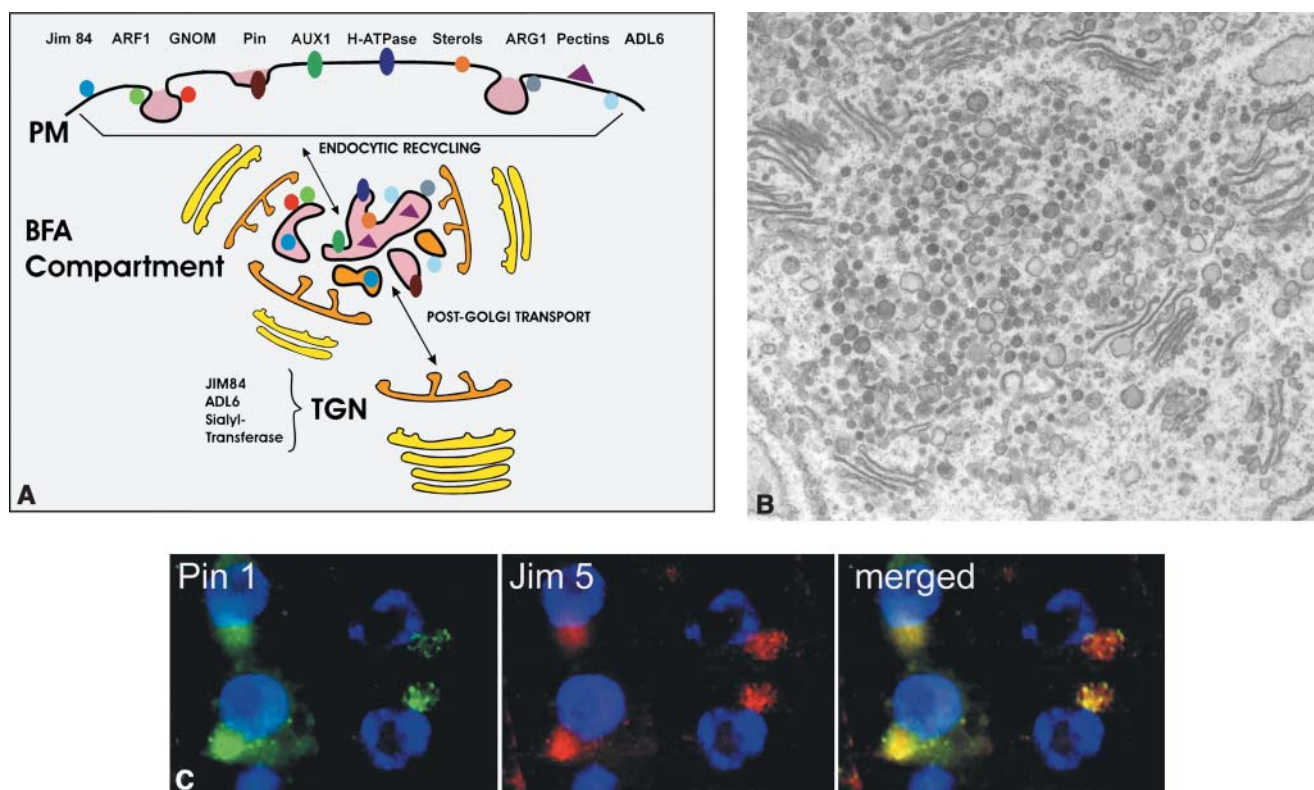 Jim 84 ARF1 GNOM Pin AUX1 H-ATPase Sterols ARG1 Pectins ADL6
PM
ENDOCYTIC RECYCLING
BFA
Compartment
POST-GOLGI TRANSPORT
JIM84
ADL6
Sialyl-
Transferase
TGN
A
B
Pin 1
Jim 5
merged
C